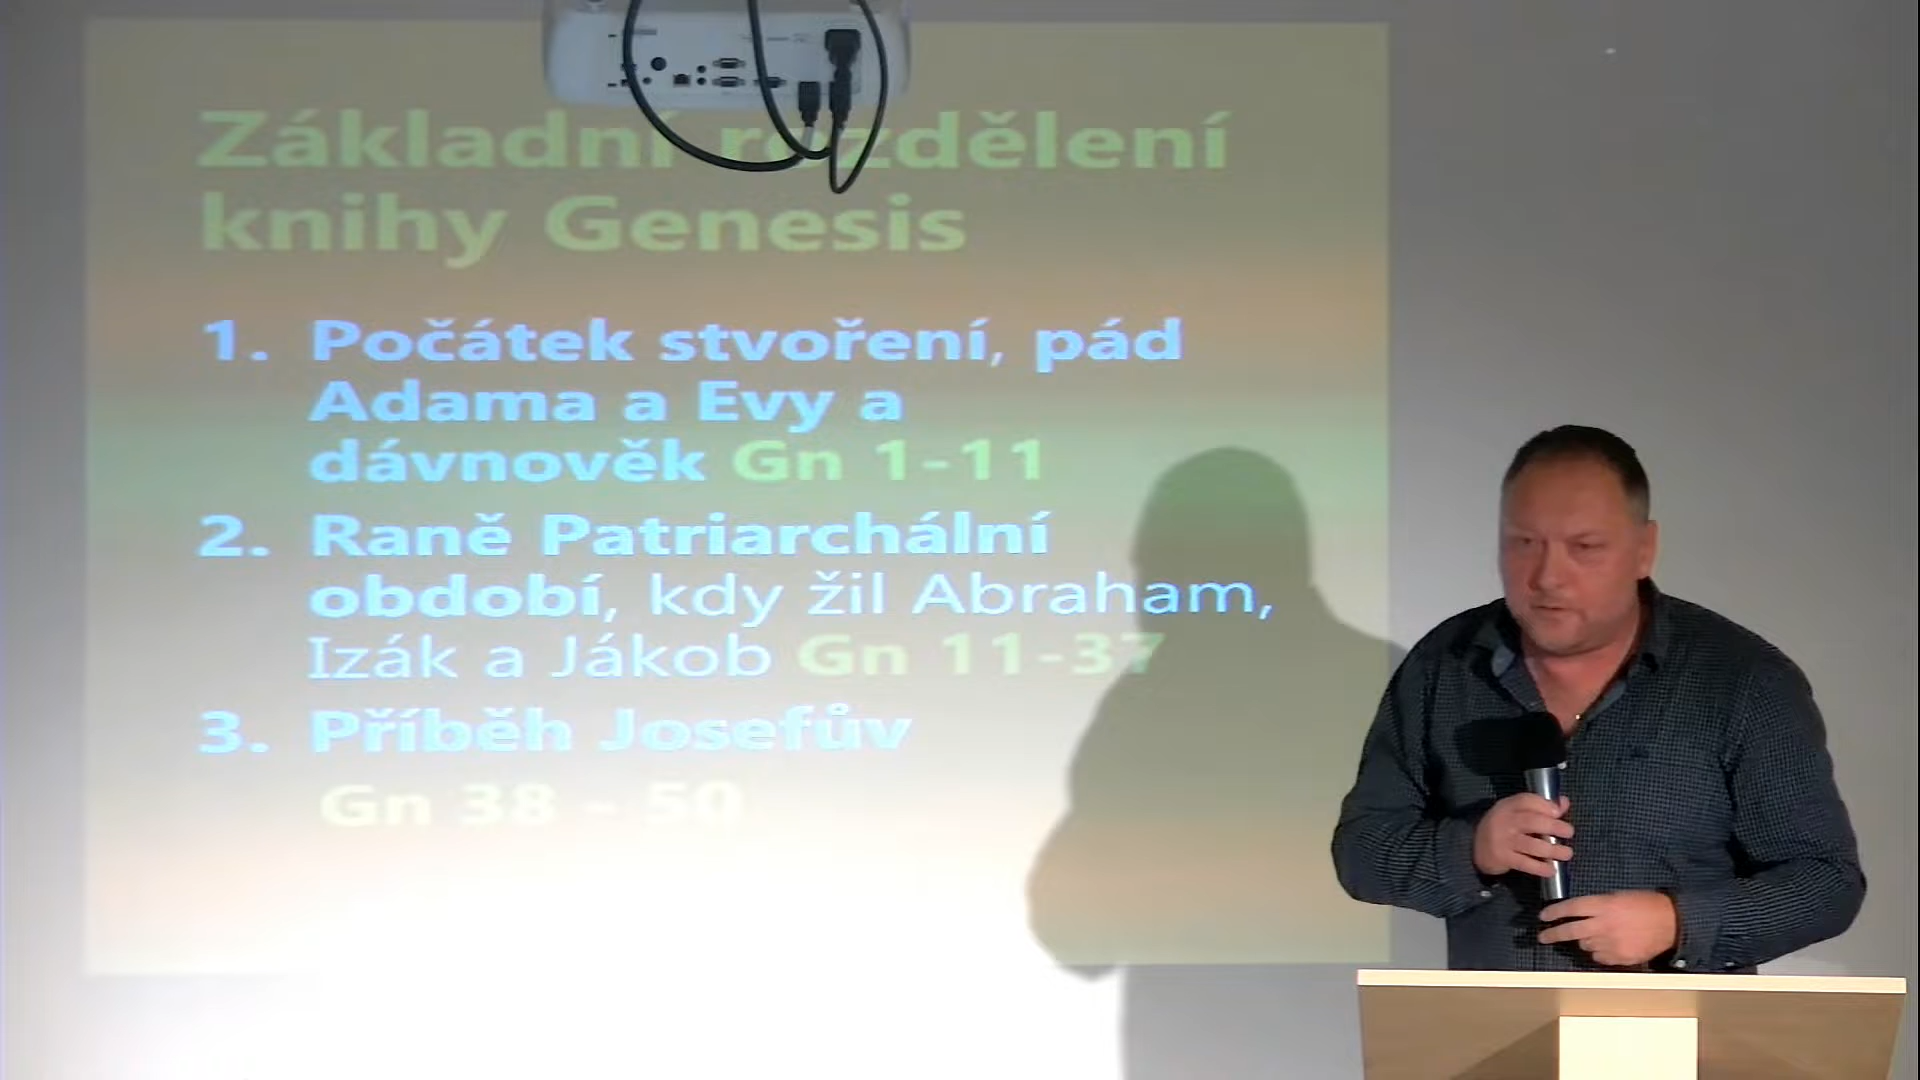 Základní rozdělení
knihy Genesis
1. Počátek stvoření, pád
Adama a Evy a
dávnověk Gn 1-11
2. Raně Patriarchální
období, kdy žil Abraham,
Izák a Jákob Gn 11-37
3. Příběh Josefův
Gn 38 - 50